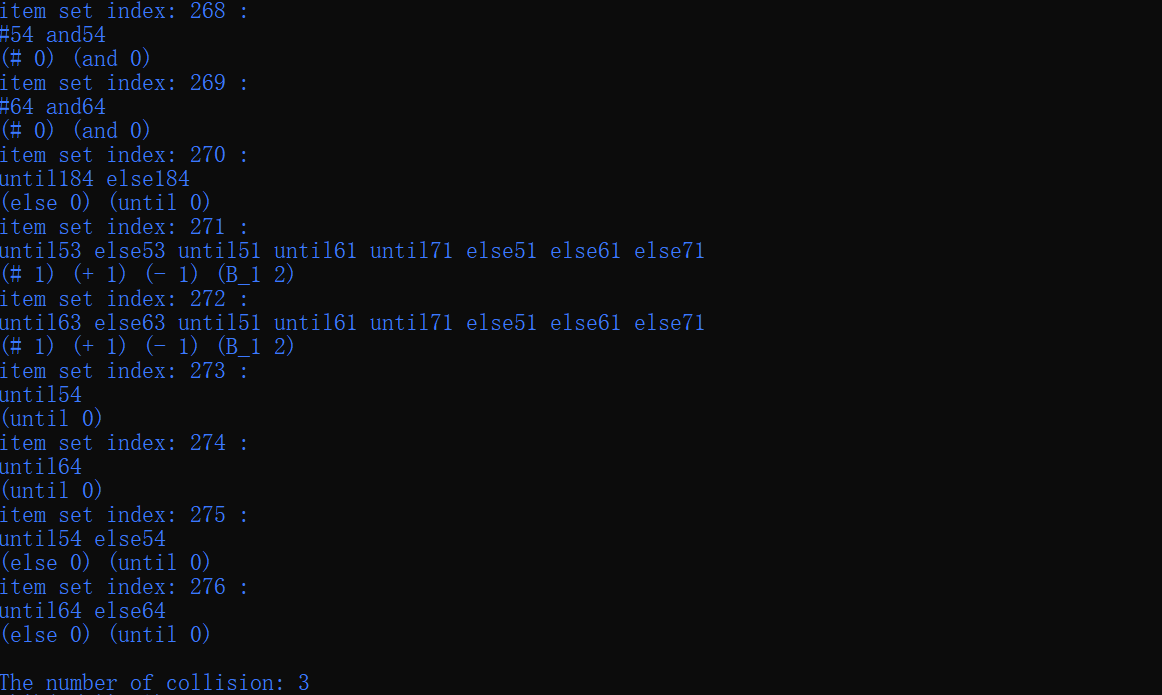 item set index: 268 :
#54 and54
(# 0) (and 0)
item set index: 269 :
#64 and64
(# 0) (and 0)
item set index: 270 :
until184 else184
(else 0) (until 0)
item set index: 271 :
until53 else53 until51 until61 until71 else51 else61 else71
(# 1) (+ 1) (- 1) (B_1 2)
item set index: 272 :
until63 else63 until51 until61 until71 else51 else61 else71
(# 1) (+ 1) (- 1) (B_1 2)
item set index: 273 :
until54
(until 0)
item set index: 274 :
until64
(until 0)
item set index: 275 :
until54 else54
(else 0) (until 0)
item set index: 276 :
until64 else64
(else 0) (until 0)
The number of collision: 3